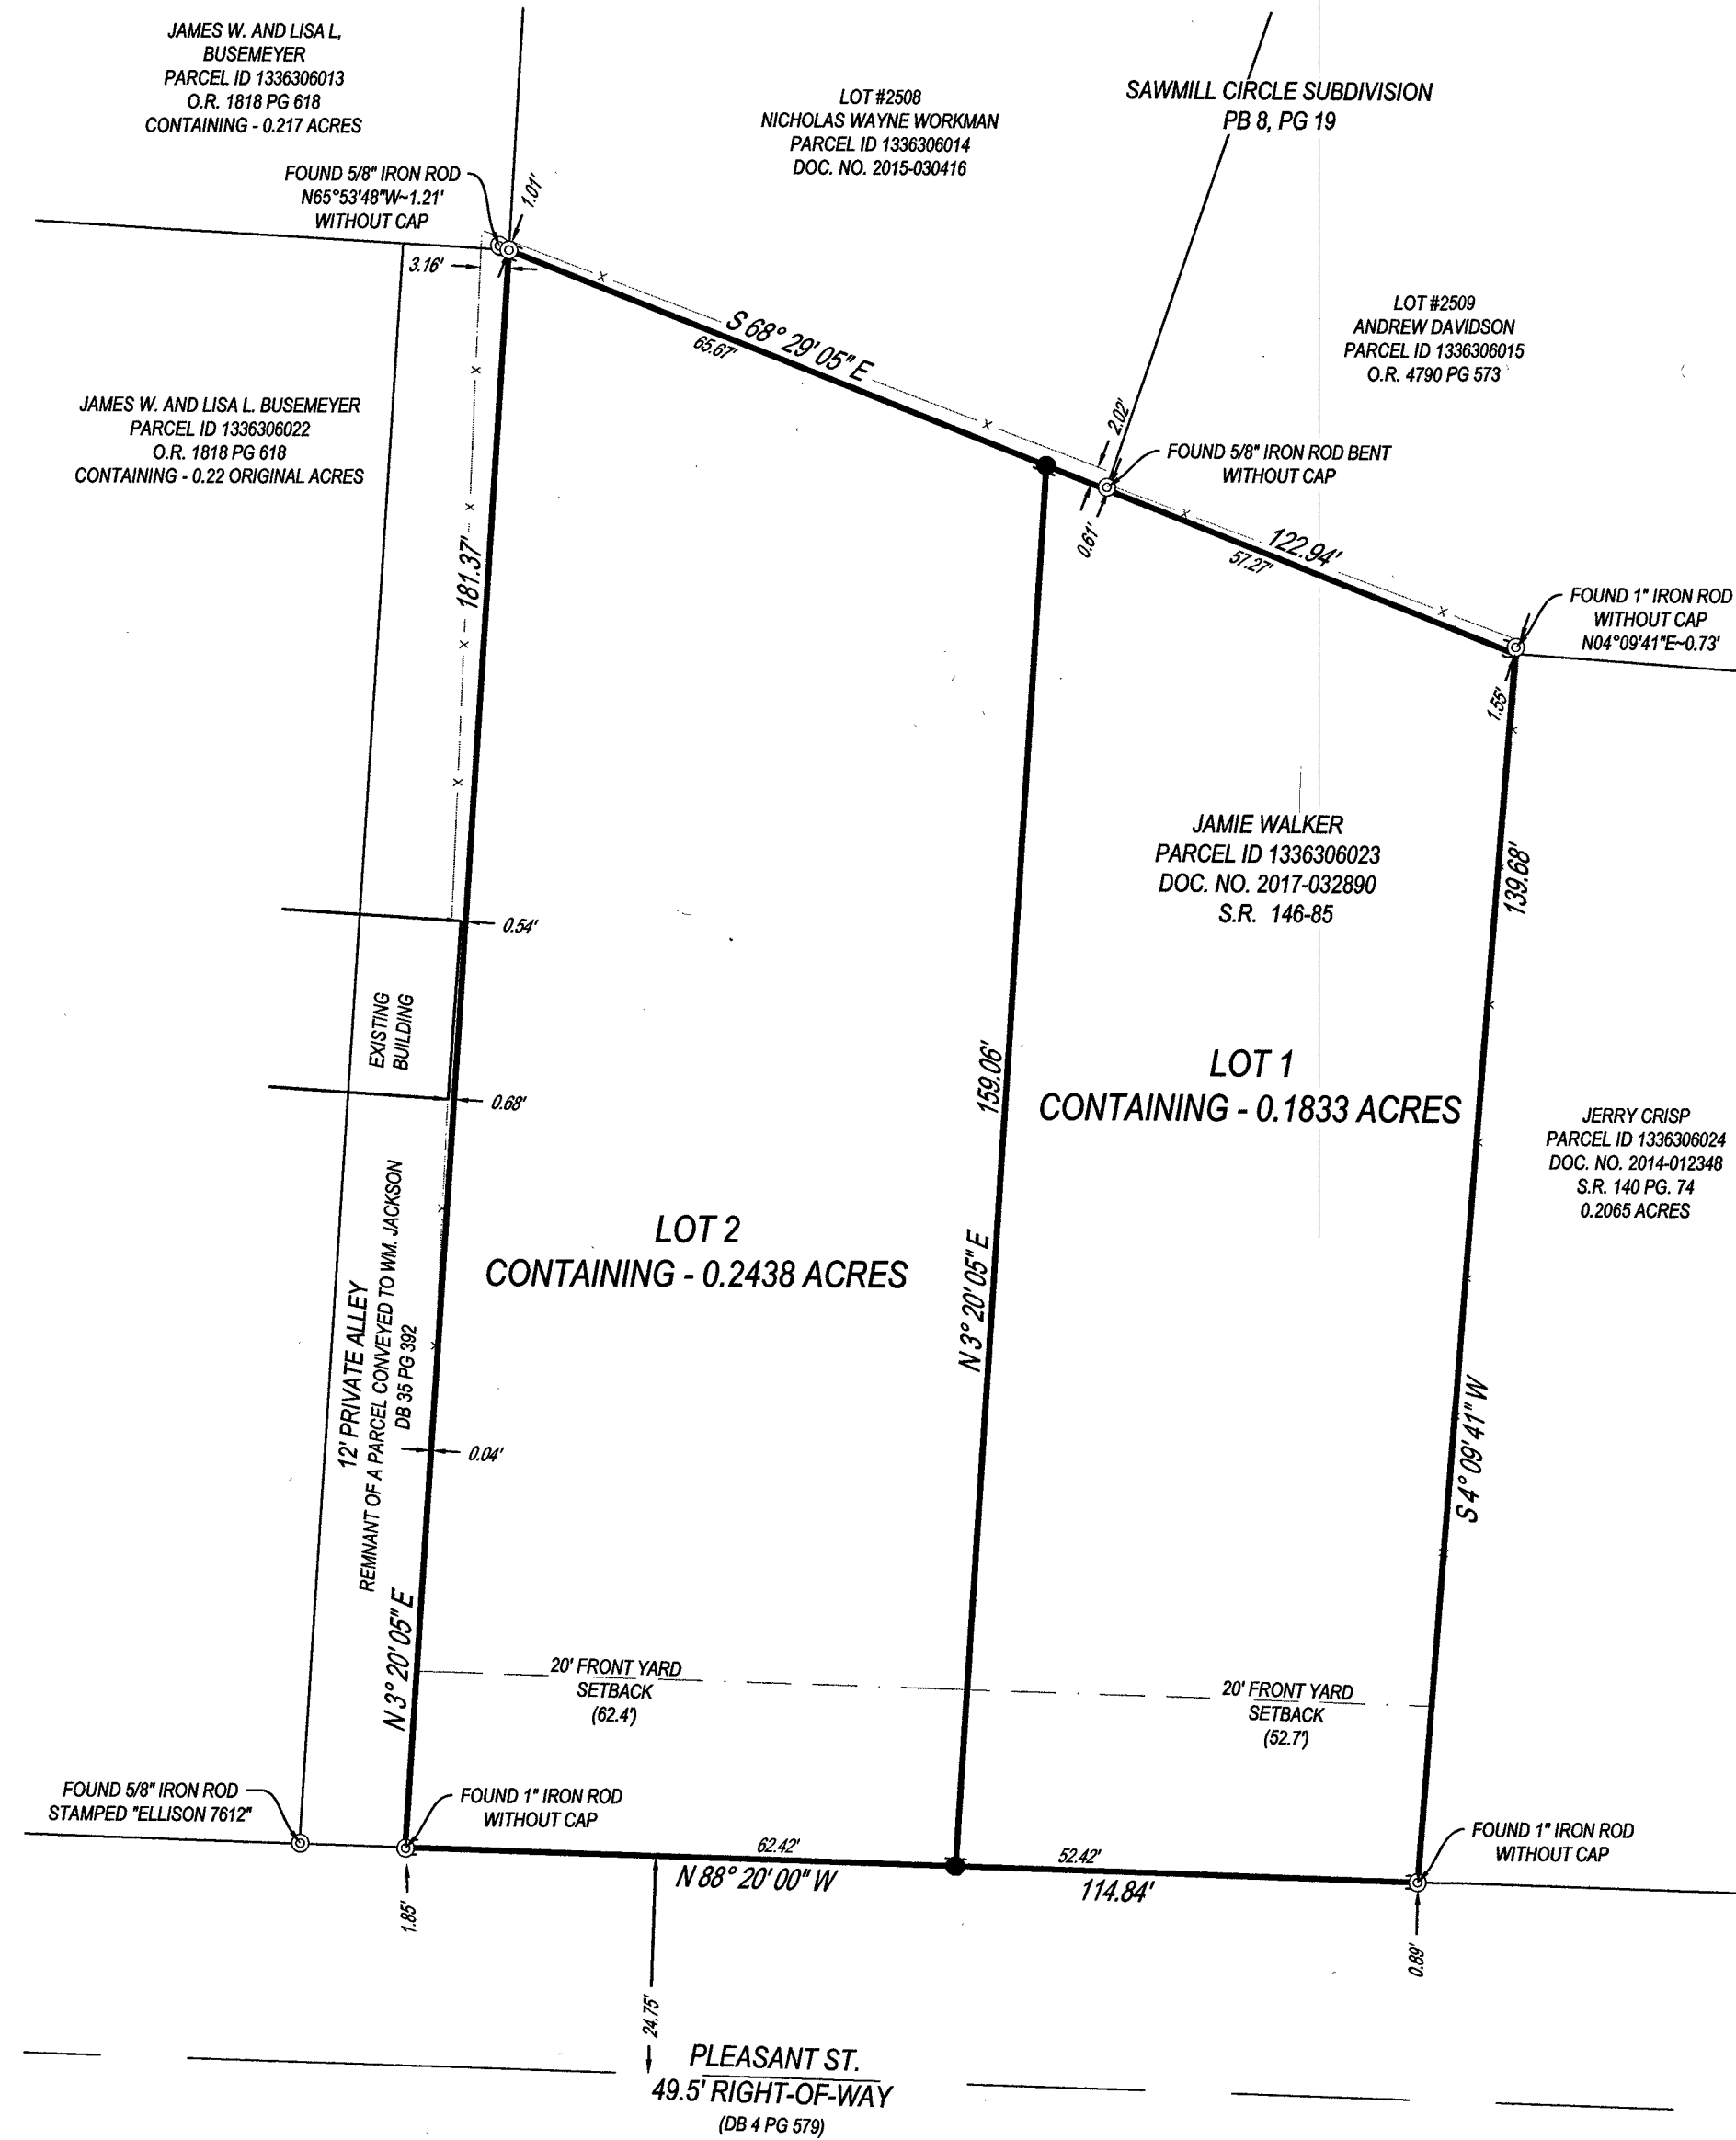 JAMES W. AND LISA L,
BUSEMEYER
PARCEL ID 1336306013
O.R. 1818 PG 618
CONTAINING - 0.217 ACRES
LOT #2508
NICHOLAS WAYNE WORKMAN
PARCEL ID 1336306014
DOC. NO. 2015-030416
SAWMILL CIRCLE SUBDIVISION
PB 8, PG 19
FOUND 5/8" IRON ROD
N65°53'48"W~1.21'
WITHOUT CAP
1.01'
3.16'
S 68° 29' 05" E
65.67'
LOT #2509
ANDREW DAVIDSON
PARCEL ID 1336306015
O.R. 4790 PG 573
JAMES W. AND LISA L. BUSEMEYER
PARCEL ID 1336306022
O.R. 1818 PG 618
CONTAINING - 0.22 ORIGINAL ACRES
2.02'
FOUND 5/8" IRON ROD BENT
WITHOUT CAP
0.61'
122.94'
57.27'
181.37'
FOUND 1" IRON ROD
WITHOUT CAP
N04°09'41"E~0.73'
1.55'
JAMIE WALKER
PARCEL ID 1336306023
DOC. NO. 2017-032890
S.R. 146-85
139.68'
0.54'
EXISTING
BUILDING
0.68'
159.06'
LOT 1
CONTAINING - 0.1833 ACRES
JERRY CRISP
PARCEL ID 1336306024
DOC. NO. 2014-012348
S.R. 140 PG. 74
0.2065 ACRES
LOT 2
CONTAINING - 0.2438 ACRES
N 3° 20' 05" E
12' PRIVATE ALLEY
REMNANT OF A PARCEL CONVEYED TO WM. JACKSON
DB 35 PG 392
0.04'
S 4° 09' 41" W
N 3° 20' 05" E
20' FRONT YARD
SETBACK
(62.4')
20' FRONT YARD
SETBACK
(52.7')
FOUND 5/8" IRON ROD
STAMPED "ELLISON 7612"
FOUND 1" IRON ROD
WITHOUT CAP
FOUND 1" IRON ROD
WITHOUT CAP
62.42'
N 88° 20' 00" W
52.42'
114.84'
1.85'
0.89'
24.75'
PLEASANT ST.
49.5' RIGHT-OF-WAY
(DB 4 PG 579)